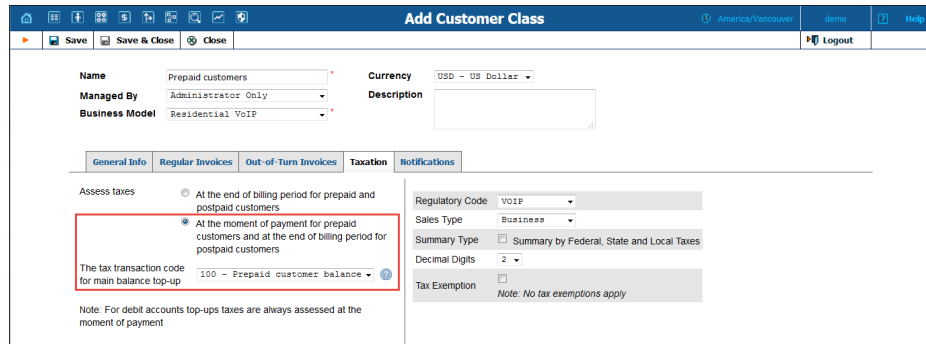 Add Customer Class
America/Vancouver
demo
Help
Save
Save & Close
Close
Logout
Name
Prepaid customers
*
Currency
USD - US Dollar
Managed By
Administrator Only
Description
Business Model
Residential VoIP
*
General Info
Regular Invoices
Out-of-Turn Invoices
Taxation
Notifications
Assess taxes
At the end of billing period for prepaid and
postpaid customers
At the moment of payment for prepaid
customers and at the end of billing period for
postpaid customers
The tax transaction code
for main balance top-up
100 - Prepaid customer balance
?
Note: For debit accounts top-ups taxes are always assessed at the
moment of payment
Regulatory Code
VOIP
Sales Type
Business
Summary Type
Summary by Federal, State and Local Taxes
Decimal Digits
2
Tax Exemption
Note: No tax exemptions apply